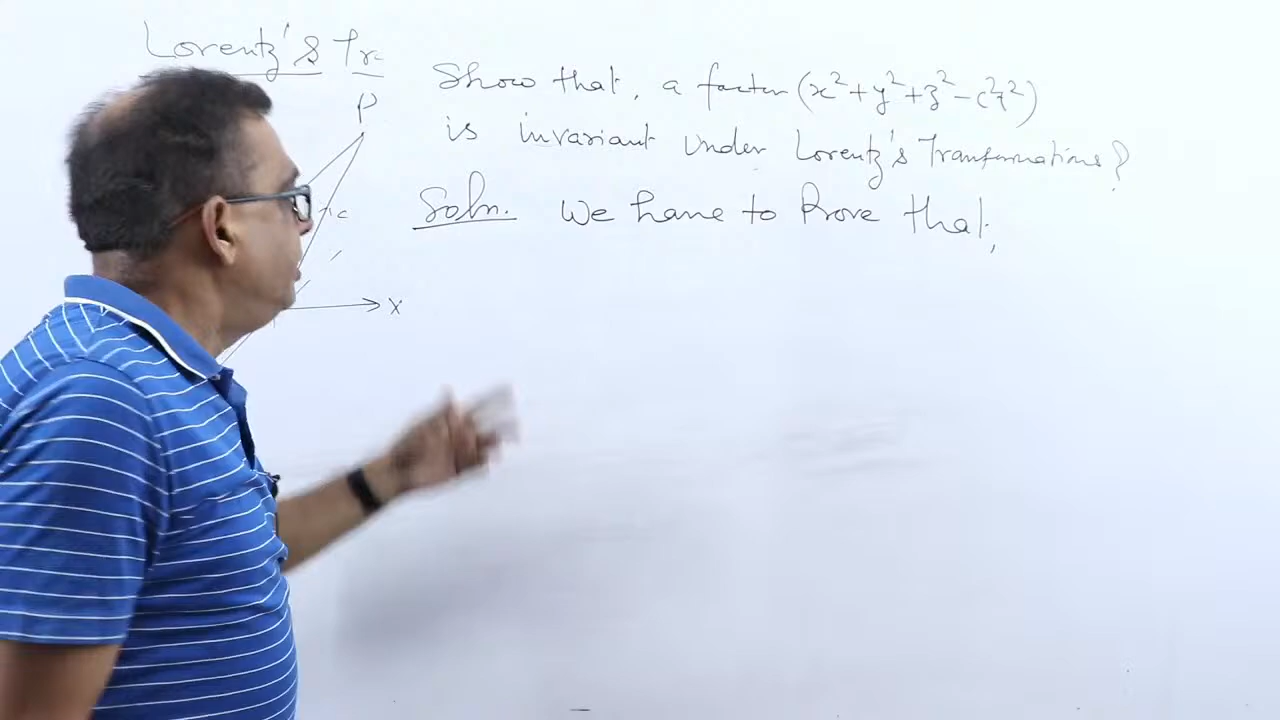 Lorentz's Tr
P
c
X
Show that, a factor (x²+y²+z²-c²t²)
is invariant under Lorentz's Transformations?
Soln. We have to Prove that,